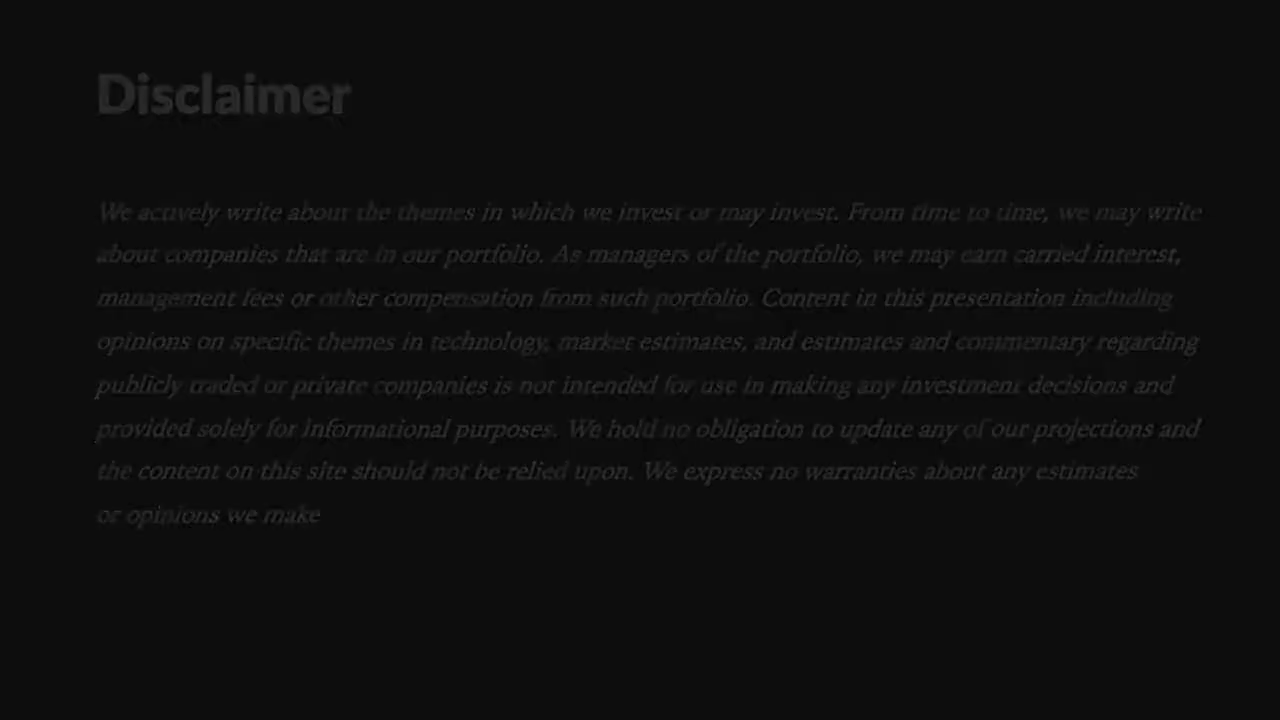 Disclaimer
We actively write about the themes in which we invest or may invest. From time to time, we may write
about companies that are in our portfolio. As managers of the portfolio, we may earn carried interest,
management fees or other compensation from such portfolio. Content in this presentation including
opinions on specific themes in technology, market estimates, and estimates and commentary regarding
publicly traded or private companies is not intended for use in making any investment decisions and
provided solely for informational purposes. We hold no obligation to update any of our projections and
the content on this site should not be relied upon. We express no warranties about any estimates
or opinions we make